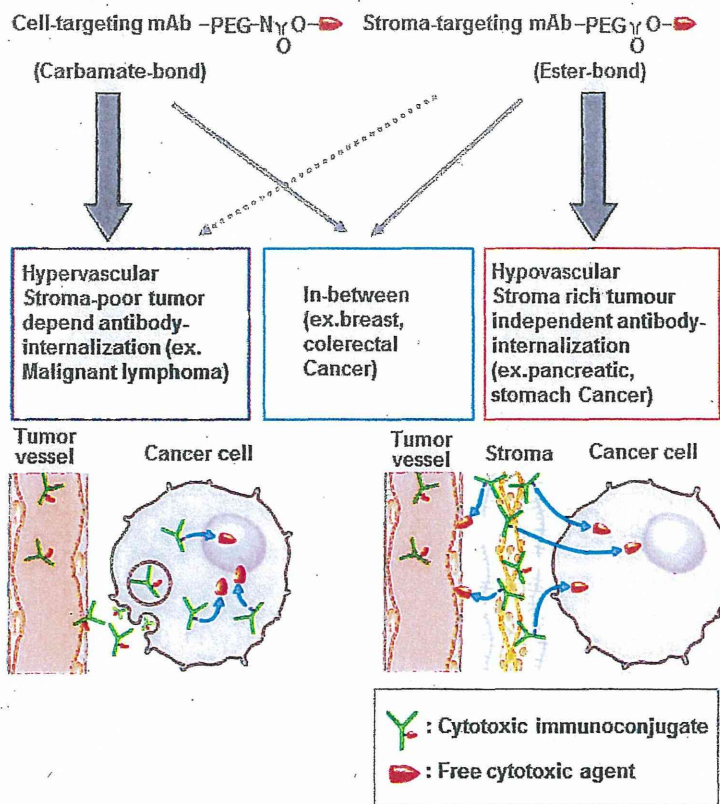 Cell-targeting mAb -PEG-N O-
O
(Carbamate-bond)
Stroma-targeting mAb-PEG O-
O
(Ester-bond)
Hypervascular
Stroma-poor tumor
depend antibody-
internalization (ex.
Malignant lymphoma)
In-between
(ex.breast,
colerectal
Cancer)
Hypovascular
Stroma rich tumour
independent antibody-
internalization
(ex.pancreatic,
stomach Cancer)
Tumor
vessel
Cancer cell
Tumor
vessel
Stroma
Cancer cell
: Cytotoxic immunoconjugate
: Free cytotoxic agent